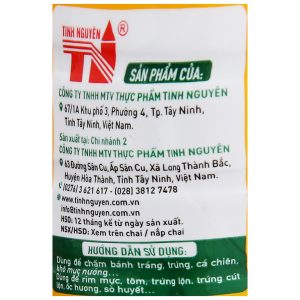 TINH NGUYÊN
TN®
SẢN PHẨM CỦA:
CÔNG TY TNHH MTV THỰC PHẨM TINH NGUYÊN
47/1A Khu phố 3, Phường 4, Tp. Tây Ninh,
Tỉnh Tây Ninh, Việt Nam.
Sản xuất tại: Chi nhánh 2
CÔNG TY TNHH MTV THỰC PHẨM TINH NGUYÊN
63 Đường Sân Cu, Ấp Sân Cu, Xã Long Thành Bắc,
Huyện Hòa Thành, Tỉnh Tây Ninh, Việt Nam.
(0276) 3 621 617 - (028) 3812 7478
www.tinhnguyen.com.vn
info@tinhnguyen.com.vn
HSD: 12 tháng kể từ ngày sản xuất.
NSX/HSD: Xem trên chai / nắp chai
HƯỚNG DẪN SỬ DỤNG:
Dùng để chấm bánh tráng, trứng, cá chiên,
khô mực nướng...
Dùng để rim mực, tôm, trứng lộn, trứng cút
lộn, ốc hương, sò huyết...